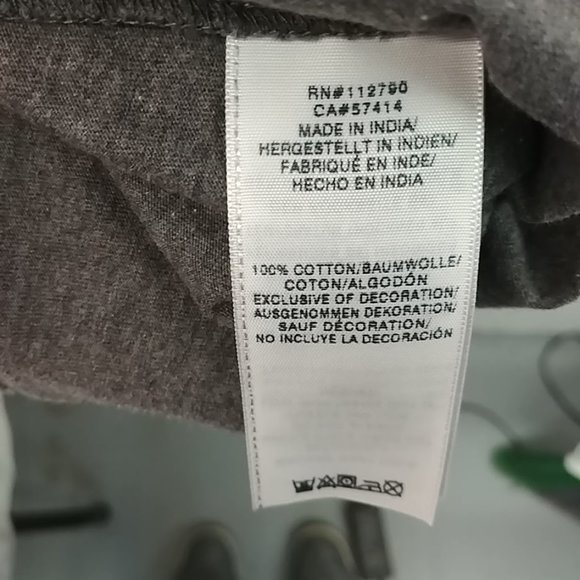 RN#112790
CA#57414
MADE IN INDIA/
HERGESTELLT IN INDIEN/
FABRIQUÉ EN INDE/
HECHO EN INDIA
100% COTTON/BAUMWOLLE/
COTON/ALGODÓN
EXCLUSIVE OF DECORATION/
AUSGENOMMEN DEKORATION/
SAUF DÉCORATION/
NO INCLUYE LA DECORACIÓN